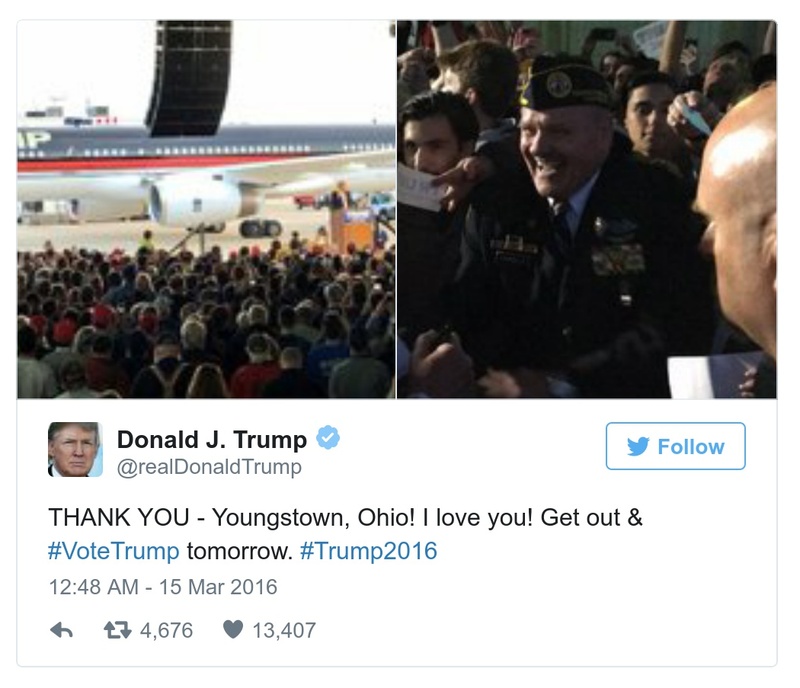 Donald J. Trump
@realDonaldTrump
Follow
THANK YOU - Youngstown, Ohio! I love you! Get out &
#VoteTrump tomorrow. #Trump2016
12:48 AM - 15 Mar 2016
4,676 13,407